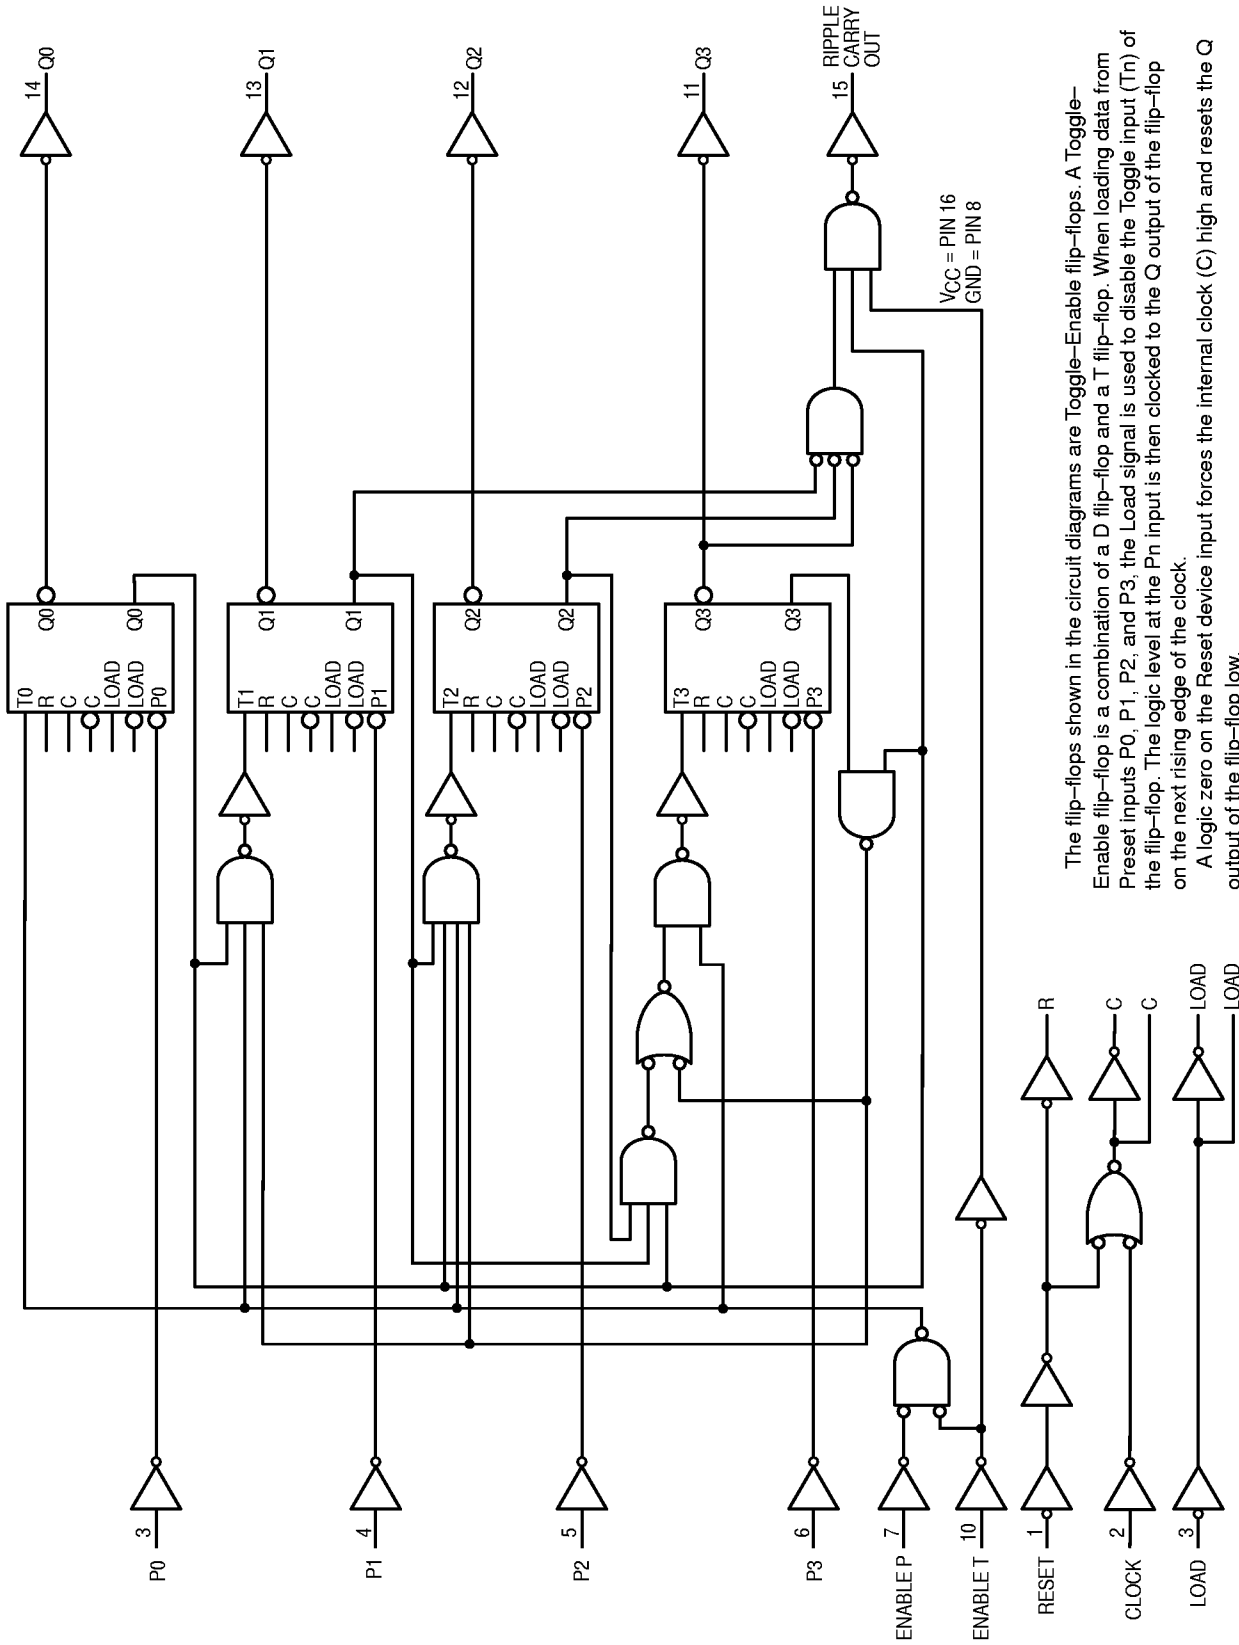 P0
3
P1
4
P2
5
P3
6
ENABLE P
7
ENABLE T
10
RESET
1
CLOCK
2
LOAD
3
R
C
C
LOAD
LOAD
T0
R
C
C
LOAD
LOAD
P0
Q0
Q0
T1
R
C
C
LOAD
LOAD
P1
Q1
Q1
T2
R
C
C
LOAD
LOAD
P2
Q2
Q2
T3
R
C
C
LOAD
LOAD
P3
Q3
Q3
14
Q0
13
Q1
12
Q2
11
Q3
15
RIPPLE
CARRY
OUT
VCC = PIN 16
GND = PIN 8
The flip–flops shown in the circuit diagrams are Toggle–Enable flip–flops. A Toggle–
Enable flip–flop is a combination of a D flip–flop and a T flip–flop. When loading data from
Preset inputs P0, P1, P2, and P3, the Load signal is used to disable the Toggle input (Tn) of
the flip–flop. The logic level at the Pn input is then clocked to the Q output of the flip–flop
on the next rising edge of the clock.
A logic zero on the Reset device input forces the internal clock (C) high and resets the Q
output of the flip–flop low.